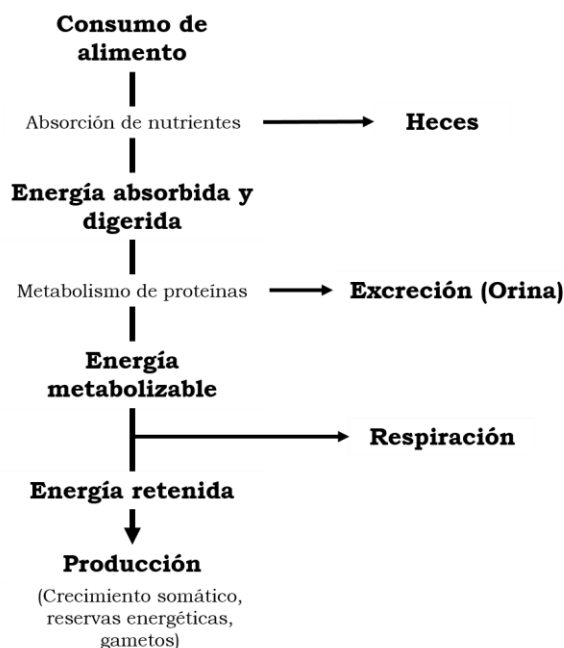 Consumo de
alimento
Absorción de nutrientes
Heces
Energía absorbida y
digerida
Metabolismo de proteínas
Excreción (Orina)
Energía
metabolizable
Respiración
Energía retenida
Producción
(Crecimiento somático,
reservas energéticas,
gametos)